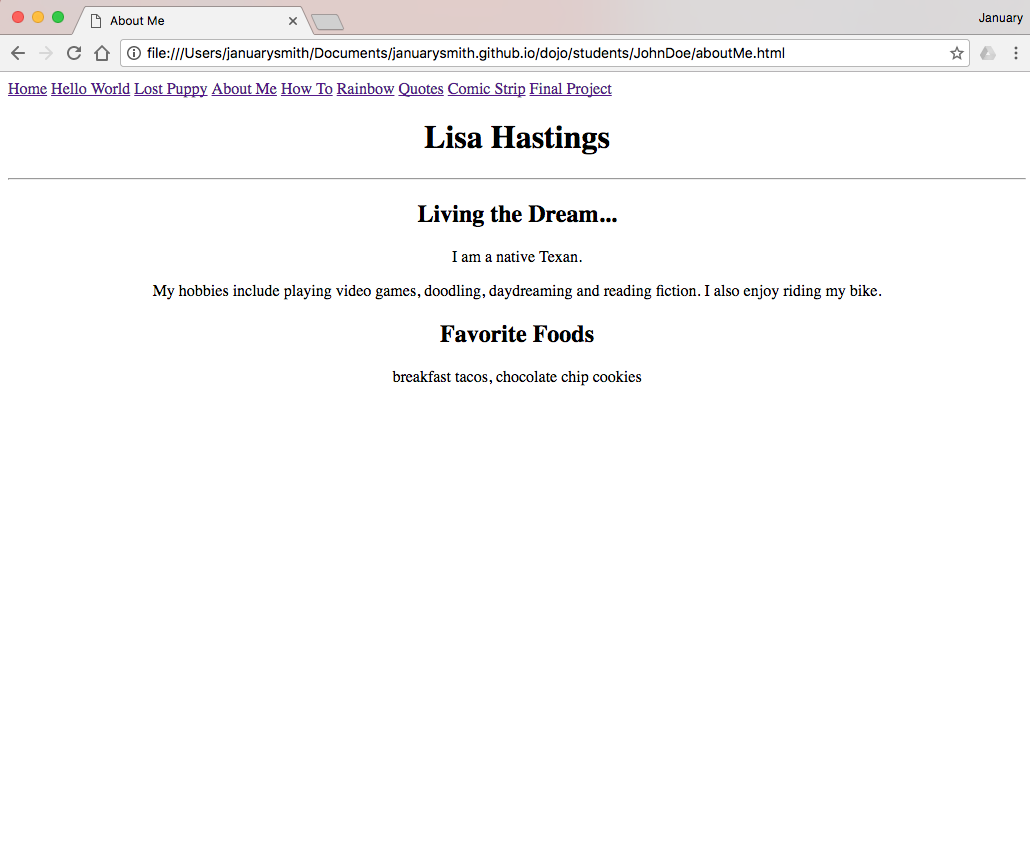 About Me
January
file:///Users/januarysmith/Documents/januarysmith.github.io/dojo/students/JohnDoe/aboutMe.html
Home Hello World Lost Puppy About Me How To Rainbow Quotes Comic Strip Final Project
Lisa Hastings
Living the Dream...
I am a native Texan.
My hobbies include playing video games, doodling, daydreaming and reading fiction. I also enjoy riding my bike.
Favorite Foods
breakfast tacos, chocolate chip cookies